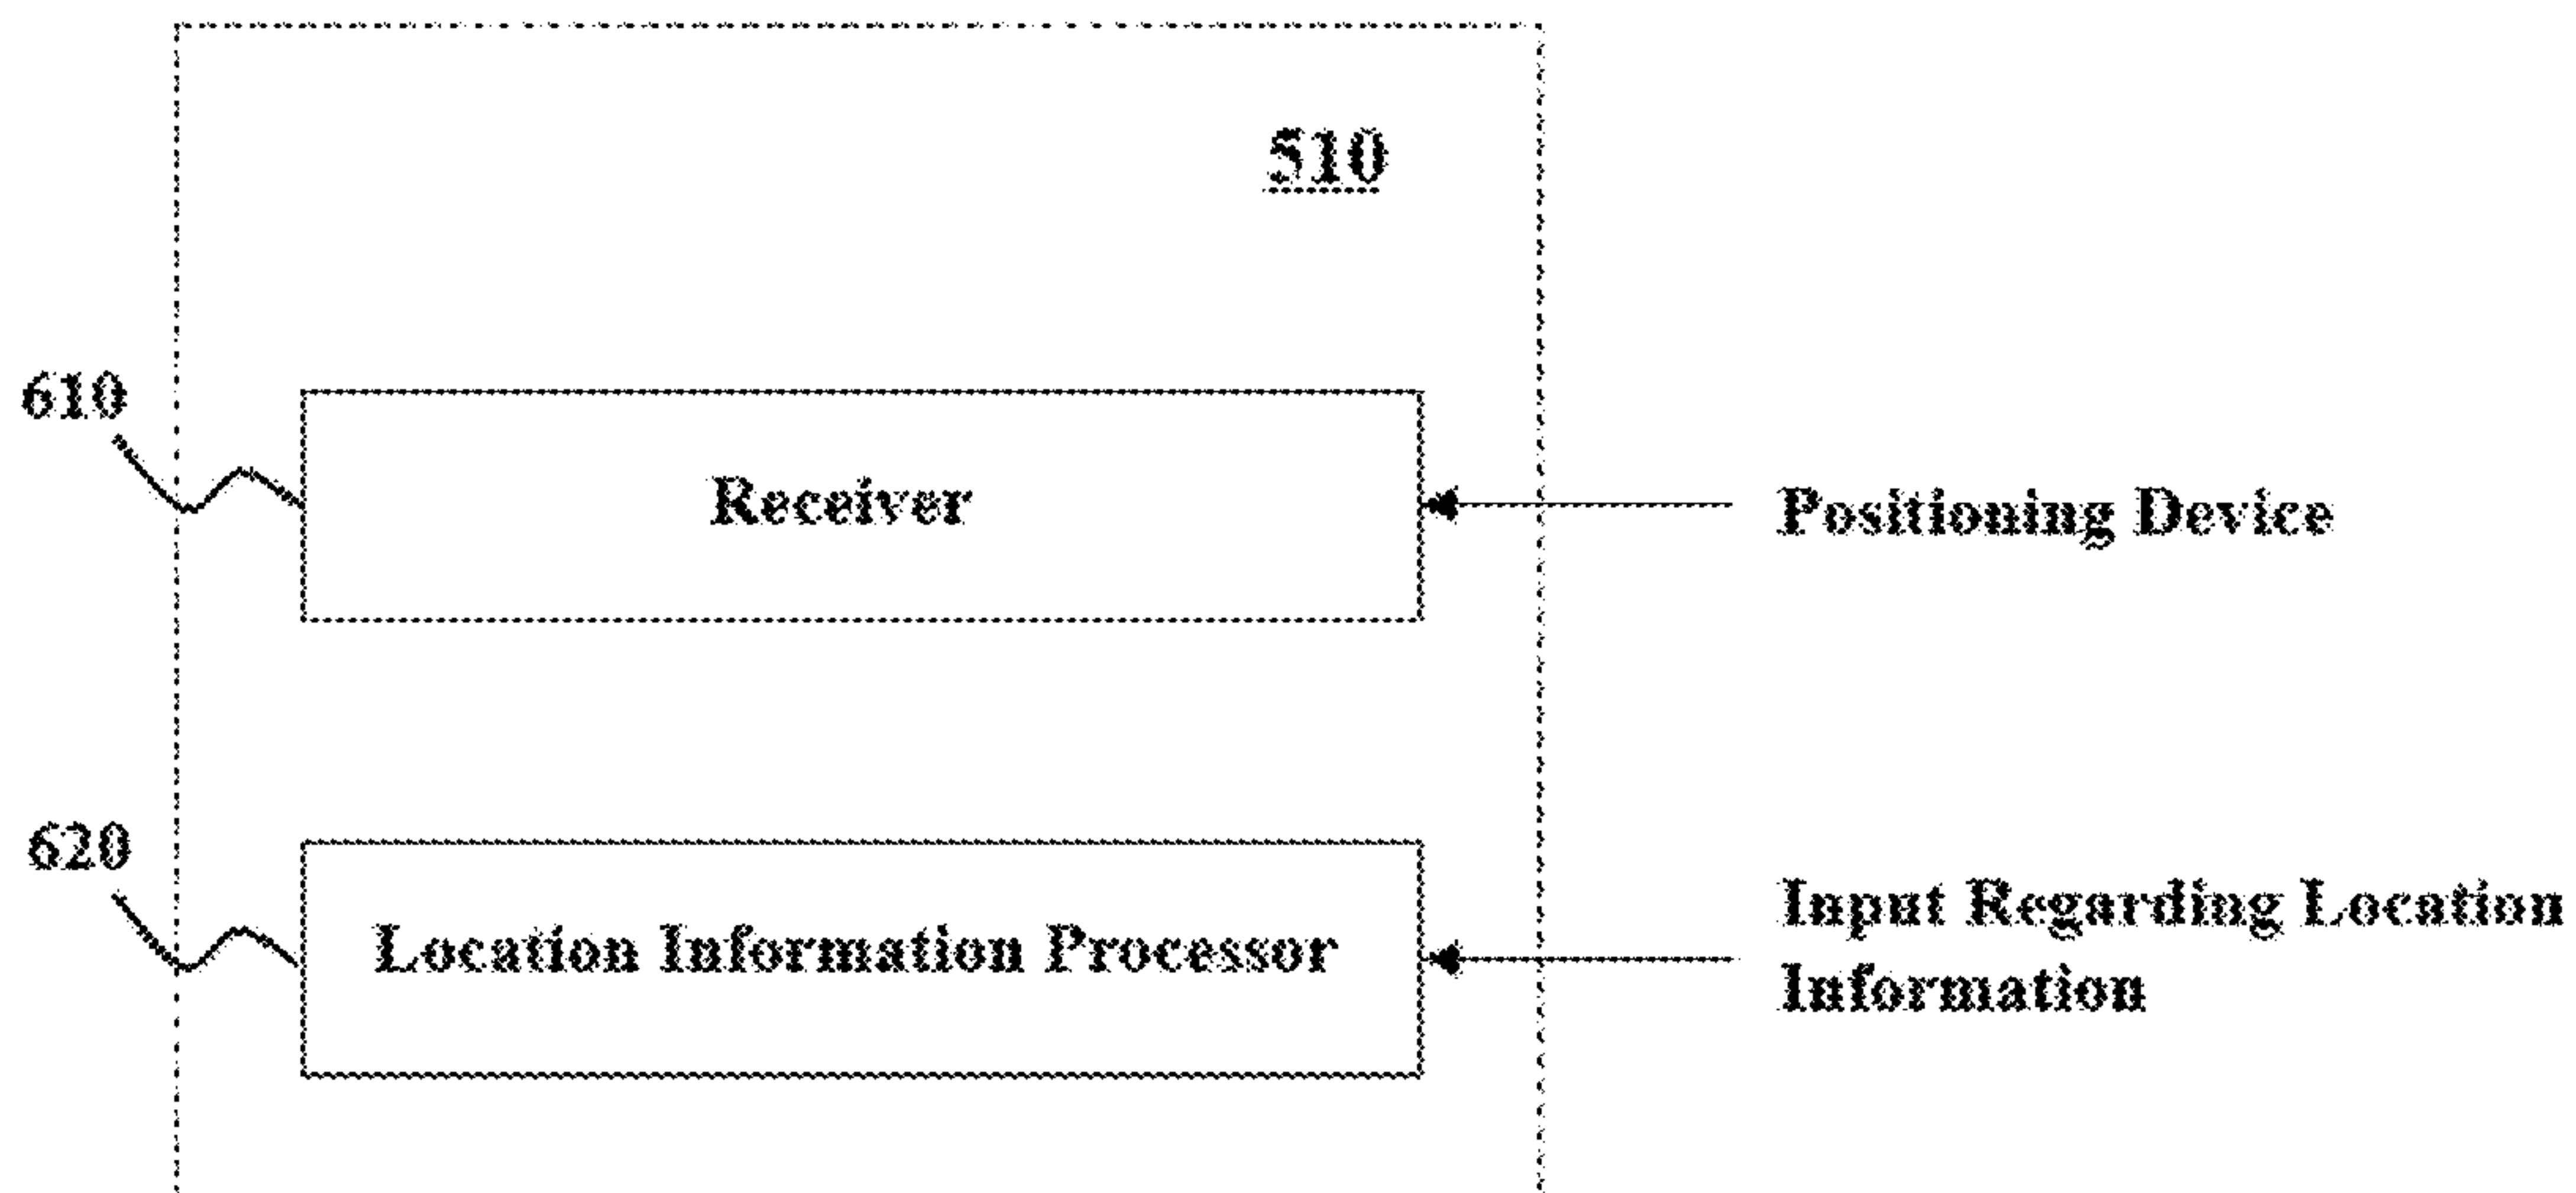 510
610
Receiver
Positioning Device
620
Location Information Processor
Input Regarding Location
Information